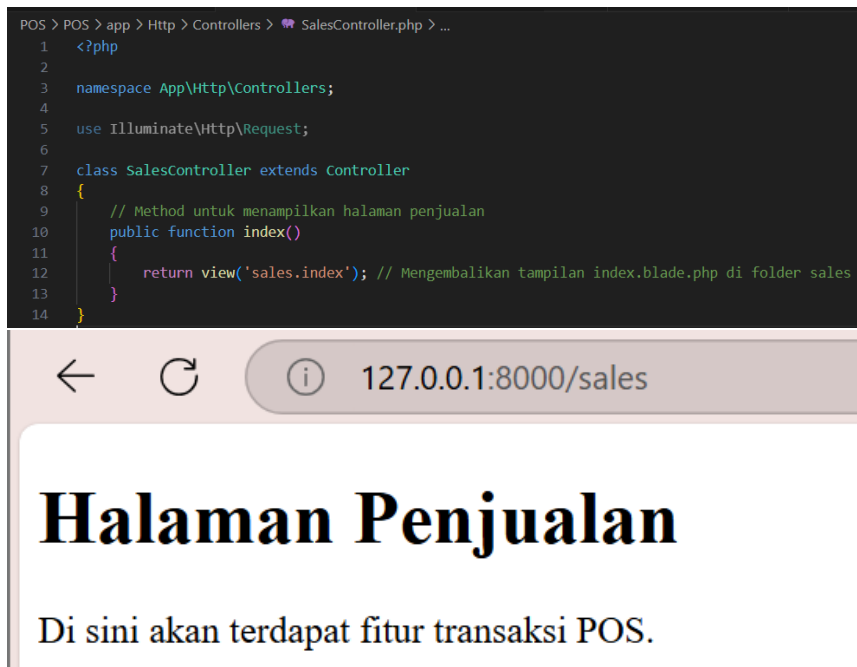 POS > POS > app > Http > Controllers > SalesController.php > ...
1 <?php
2
3 namespace App\Http\Controllers;
4
5 use Illuminate\Http\Request;
6
7 class SalesController extends Controller
8 {
9     // Method untuk menampilkan halaman penjualan
10     public function index()
11     {
12         return view('sales.index'); // Mengembalikan tampilan index.blade.php di folder sales
13     }
14 }
127.0.0.1:8000/sales
Halaman Penjualan
Di sini akan terdapat fitur transaksi POS.